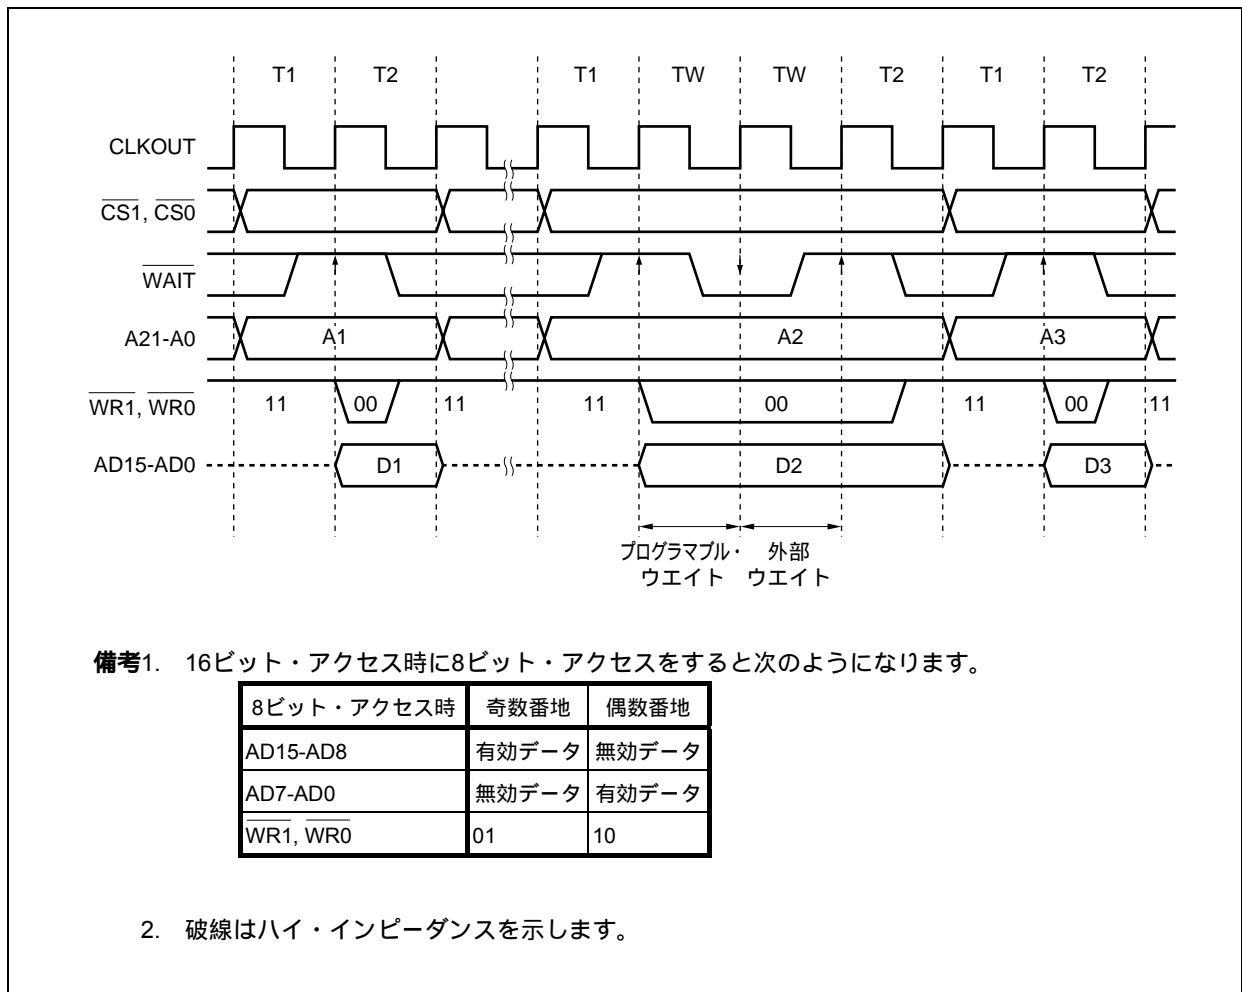 T1 T2 T1 TW TW T2 T1 T2
CLKOUT
CS1, CS0
WAIT
A21-A0 A1 A2 A3
WR1, WR0 11 00 11 11 00 11 00 11
AD15-AD0 D1 D2 D3
プログラマブル・ 外部
ウエイト ウエイト
備考1. 16ビット・アクセス時に8ビット・アクセスをすると次のようになります。
8ビット・アクセス時 奇数番地 偶数番地
AD15-AD8 有効データ 無効データ
AD7-AD0 無効データ 有効データ
WR1, WR0 01 10
2. 破線はハイ・インピーダンスを示します。